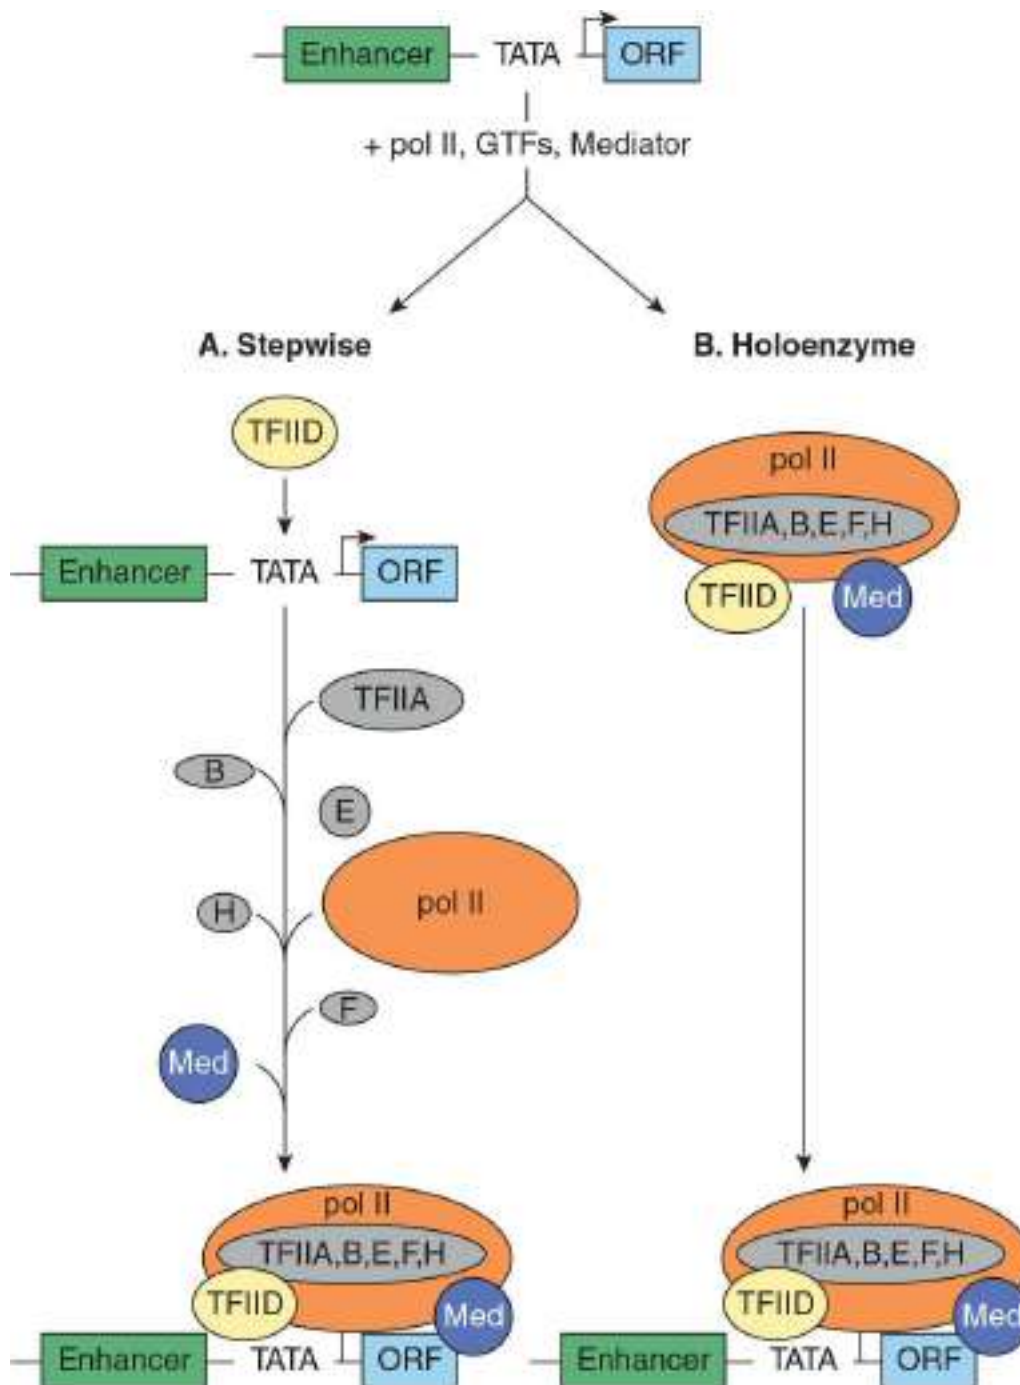 Enhancer TATA ORF
+ pol II, GTFs, Mediator
A. Stepwise
TFIID
Enhancer TATA ORF
TFIIA
B
E
pol II
H
F
Med
pol II
TFIIA,B,E,F,H
TFIID
Med
Enhancer TATA ORF
B. Holoenzyme
pol II
TFIIA,B,E,F,H
TFIID
Med
pol II
TFIIA,B,E,F,H
TFIID
Med
Enhancer TATA ORF